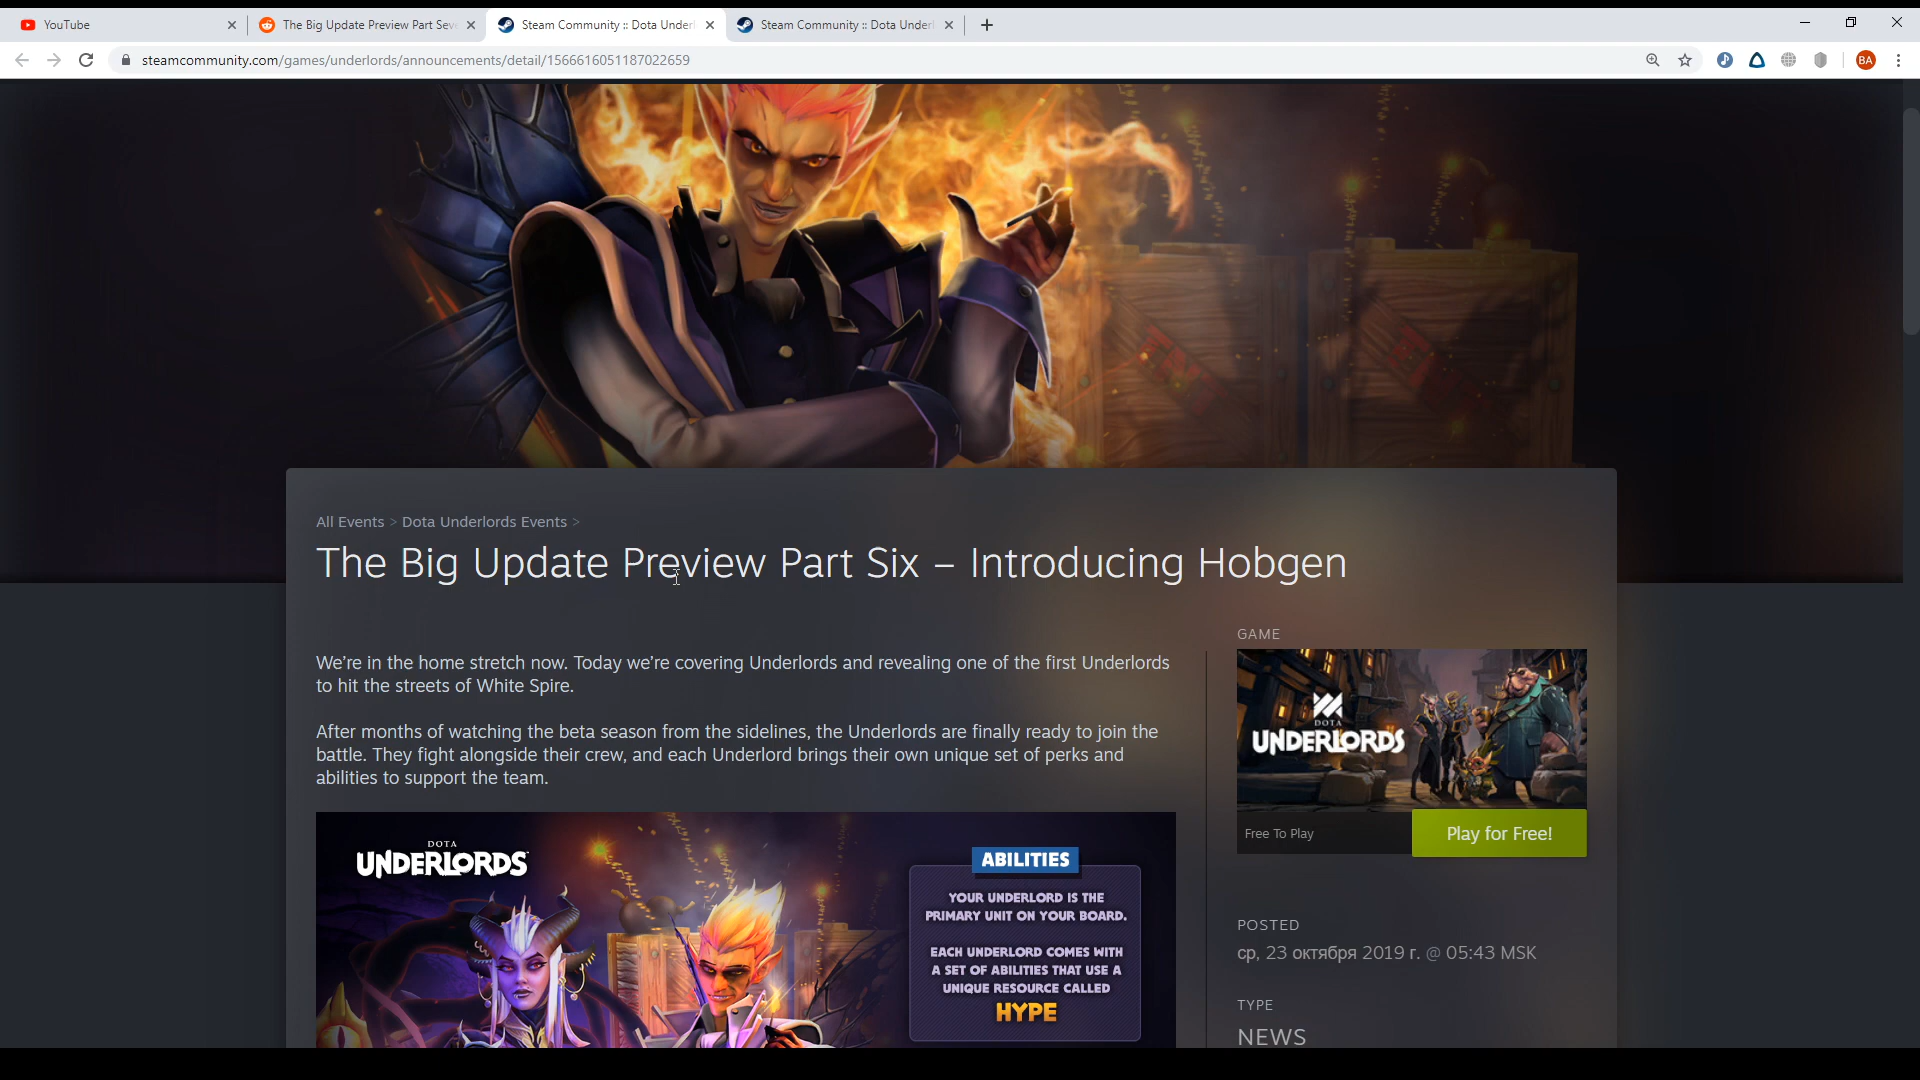 YouTube
The Big Update Preview Part Seve
Steam Community :: Dota Underl
Steam Community :: Dota Underl
steamcommunity.com/games/underlords/announcements/detail/1566616051187022659
BA
All Events > Dota Underlords Events >
The Big Update Preview Part Six – Introducing Hobgen
We're in the home stretch now. Today we're covering Underlords and revealing one of the first Underlords
to hit the streets of White Spire.
After months of watching the beta season from the sidelines, the Underlords are finally ready to join the
battle. They fight alongside their crew, and each Underlord brings their own unique set of perks and
abilities to support the team.
DOTA
UNDERLORDS
ABILITIES
YOUR UNDERLORD IS THE
PRIMARY UNIT ON YOUR BOARD.
EACH UNDERLORD COMES WITH
A SET OF ABILITIES THAT USE A
UNIQUE RESOURCE CALLED
HYPE
GAME
DOTA
UNDERLORDS
Free To Play
Play for Free!
POSTED
ср, 23 октября 2019 г. @ 05:43 MSK
TYPE
NEWS